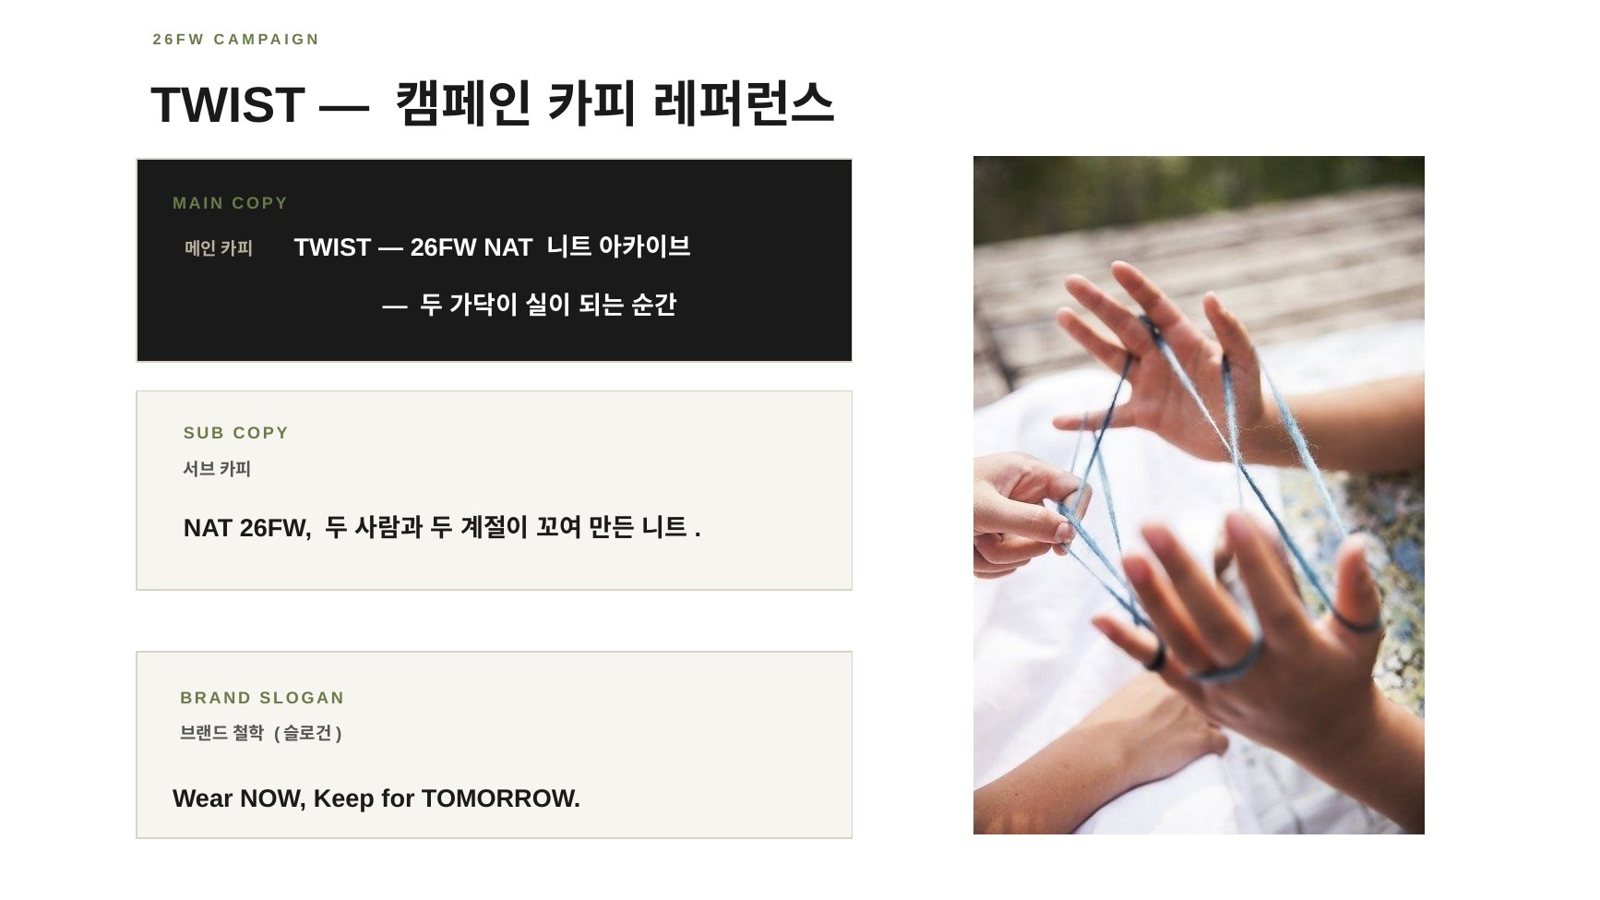 26FW CAMPAIGN
TWIST — 캠페인 카피 레퍼런스
MAIN COPY
메인 카피 TWIST — 26FW NAT 니트 아카이브
— 두 가닥이 실이 되는 순간
SUB COPY
서브 카피
NAT 26FW, 두 사람과 두 계절이 꼬여 만든 니트 .
BRAND SLOGAN
브랜드 철학 ( 슬로건 )
Wear NOW, Keep for TOMORROW.